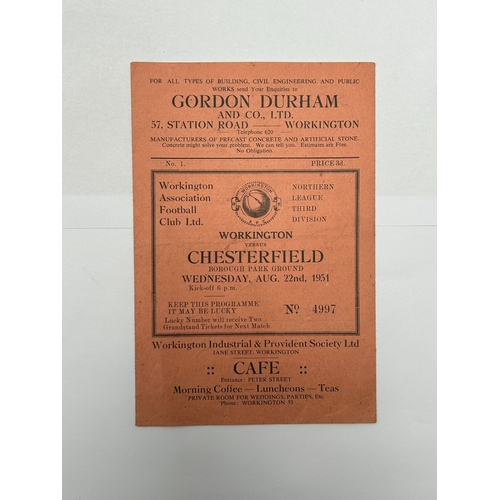 FOR ALL TYPES OF BUILDING, CIVIL ENGINEERING AND PUBLIC
WORKS send Your Enquiries to
GORDON DURHAM
AND CO., LTD.
57, STATION ROAD —— WORKINGTON
Telephone 620
MANUFACTURERS OF PRECAST CONCRETE AND ARTIFICIAL STONE.
Concrete might solve your problem. We can tell you. Estimates are Free.
No Obligation.
No. 1. PRICE 3d.
Workington
Association
Football
Club Ltd.
WORKINGTON
A.F.C.
NORTHERN
LEAGUE
THIRD
DIVISION
WORKINGTON
VERSUS
CHESTERFIELD
BOROUGH PARK GROUND
WEDNESDAY, AUG. 22nd, 1951
Kick-off 6 p.m.
KEEP THIS PROGRAMME
IT MAY BE LUCKY
Nº 4997
Lucky Number will receive Two
Grandstand Tickets for Next Match
Workington Industrial & Provident Society Ltd
JANE STREET, WORKINGTON
:: CAFE ::
Entrance: PETER STREET
Morning Coffee — Luncheons — Teas
PRIVATE ROOM FOR WEDDINGS, PARTIES, Etc.
Phone: WORKINGTON 35